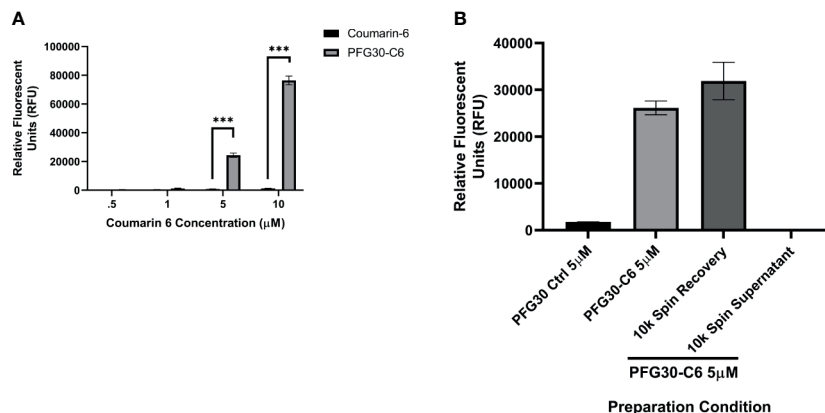 A
Coumarin-6
PFG30-C6
***
***
Relative Fluorescent
Units (RFU)
100000
80000
60000
40000
20000
0
.5
1
5
10
Coumarin 6 Concentration (μM)
B
Relative Fluorescent
Units (RFU)
40000
30000
20000
10000
0
PFG30 Ctrl 5μM
PFG30-C6 5μM
10k Spin Recovery
10k Spin Supernatant
PFG30-C6 5μM
Preparation Condition